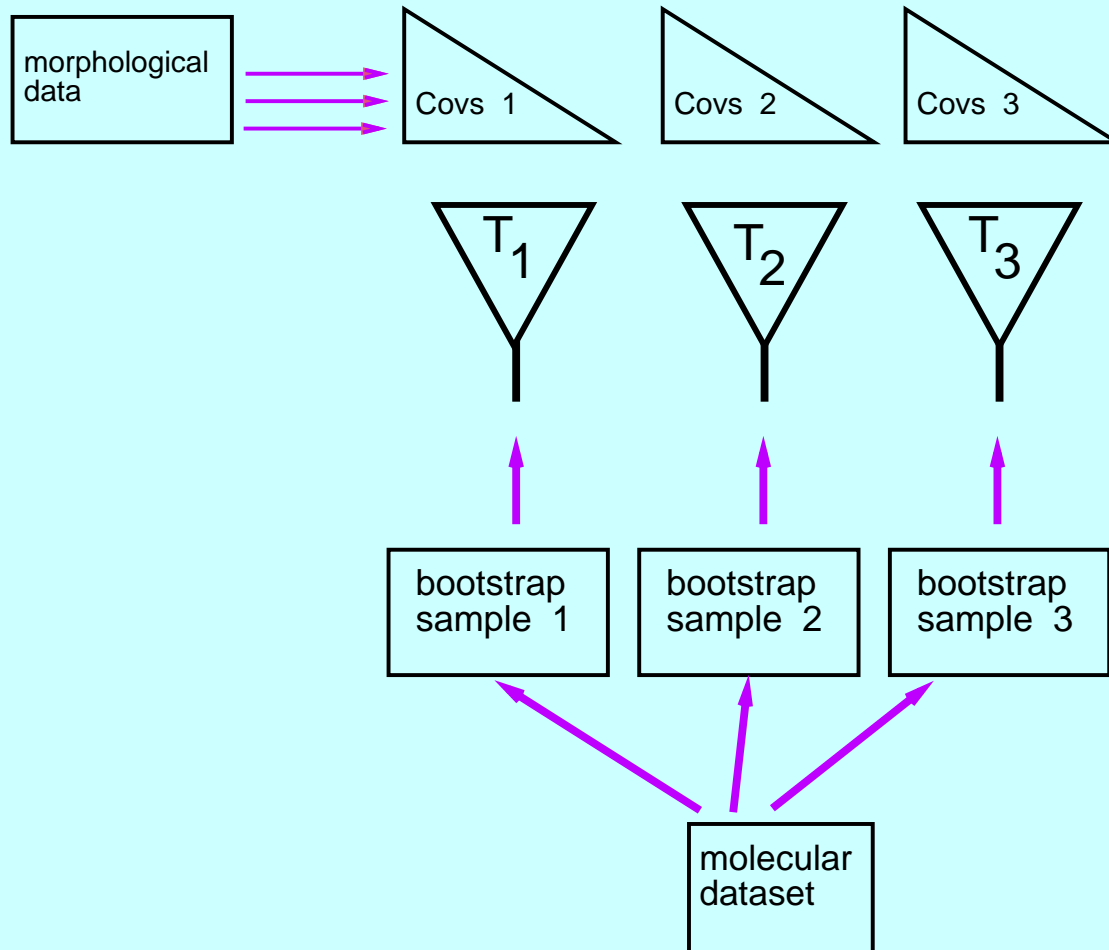 morphological
data
Covs 1
Covs 2
Covs 3
T1
T2
T3
bootstrap
sample 1
bootstrap
sample 2
bootstrap
sample 3
molecular
dataset